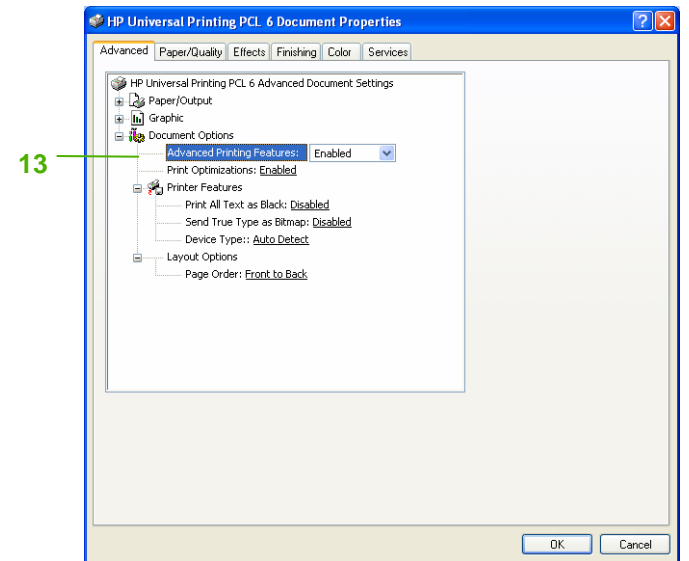 HP Universal Printing PCL 6 Document Properties
Advanced Paper/Quality Effects Finishing Color Services
HP Universal Printing PCL 6 Advanced Document Settings
Paper/Output
Graphic
Document Options
13
Advanced Printing Features: Enabled
Print Optimizations: Enabled
Printer Features
Print All Text as Black: Disabled
Send True Type as Bitmap: Disabled
Device Type:: Auto Detect
Layout Options
Page Order: Front to Back
OK Cancel